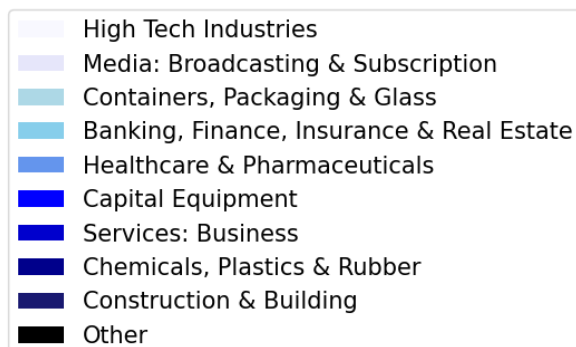 High Tech Industries
Media: Broadcasting & Subscription
Containers, Packaging & Glass
Banking, Finance, Insurance & Real Estate
Healthcare & Pharmaceuticals
Capital Equipment
Services: Business
Chemicals, Plastics & Rubber
Construction & Building
Other